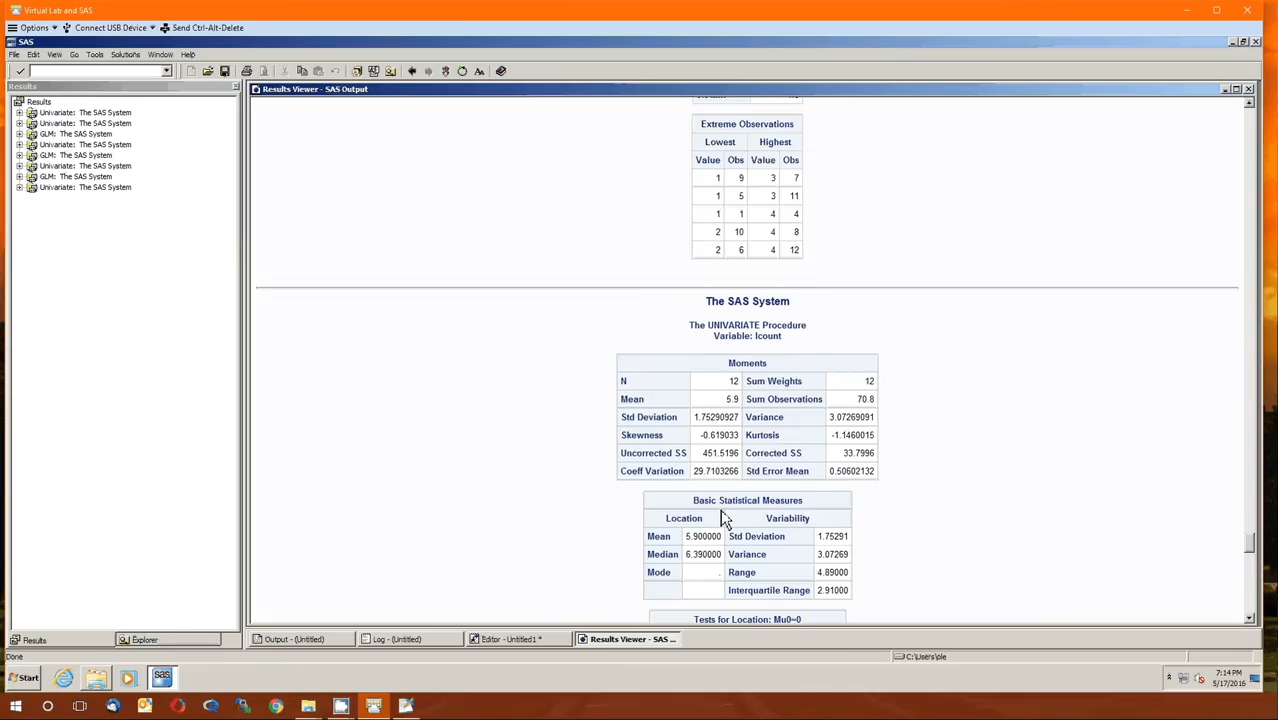 Virtual Lab and SAS
Options Connect USB Device Send Ctrl-Alt-Delete
SAS
File Edit View Go Tools Solutions Window Help
Results
Results Viewer - SAS Output
Results
Univariate: The SAS System
Univariate: The SAS System
GLM: The SAS System
Univariate: The SAS System
GLM: The SAS System
Univariate: The SAS System
GLM: The SAS System
Univariate: The SAS System
Extreme Observations
Lowest Highest
Value Obs Value Obs
1 9 3 7
1 5 3 11
1 1 4 4
2 10 4 8
2 6 4 12
The SAS System
The UNIVARIATE Procedure
Variable: lcount
Moments
N 12 Sum Weights 12
Mean 5.9 Sum Observations 70.8
Std Deviation 1.75290927 Variance 3.07269091
Skewness -0.619033 Kurtosis -1.1460015
Uncorrected SS 451.5196 Corrected SS 33.7996
Coeff Variation 29.7103266 Std Error Mean 0.50602132
Basic Statistical Measures
Location Variability
Mean 5.900000 Std Deviation 1.75291
Median 6.390000 Variance 3.07269
Mode . Range 4.89000
Interquartile Range 2.91000
Tests for Location: Mu0=0
Results Explorer Output - (Untitled) Log - (Untitled) Editor - Untitled1 * Results Viewer - SAS ...
Done C:\Users\ple
Start 7:14 PM
5/17/2016